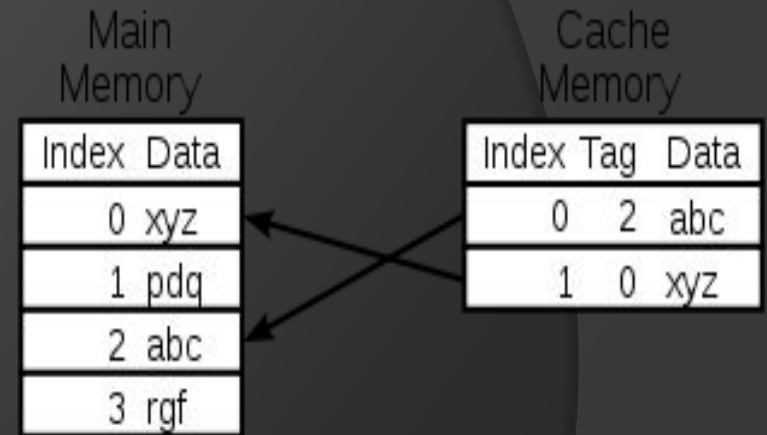 Main
Memory
Index Data
0 xyz
1 pdq
2 abc
3 rgf
Cache
Memory
Index Tag Data
0 2 abc
1 0 xyz